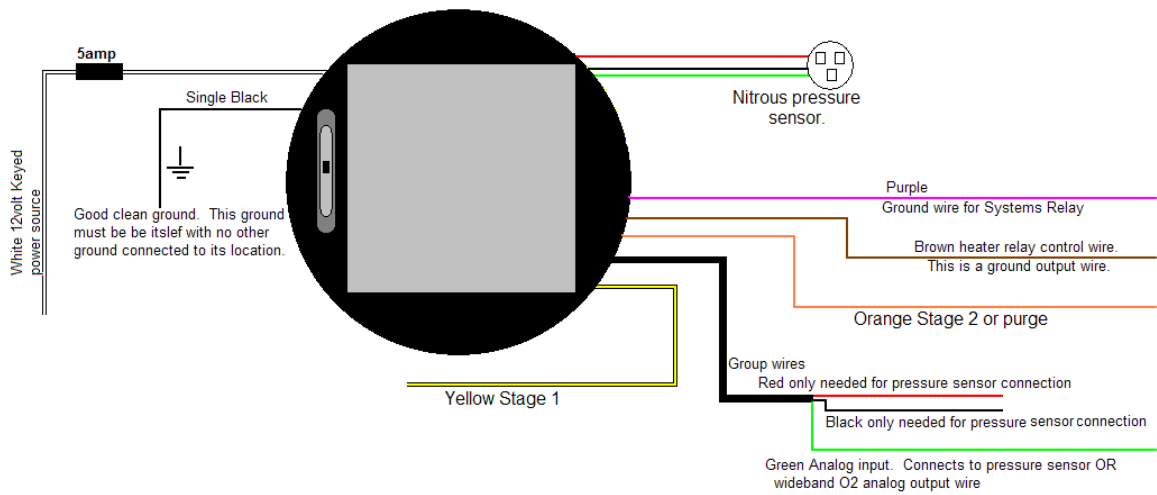 5amp
Single Black
White 12volt Keyed
power source
Good clean ground. This ground
must be be itslef with no other
ground connected to its location.
Nitrous pressure
sensor.
Purple
Ground wire for Systems Relay
Brown heater relay control wire.
This is a ground output wire.
Orange Stage 2 or purge
Yellow Stage 1
Group wires
Red only needed for pressure sensor connection
Black only needed for pressure sensor connection
Green Analog input. Connects to pressure sensor OR
wideband O2 analog output wire